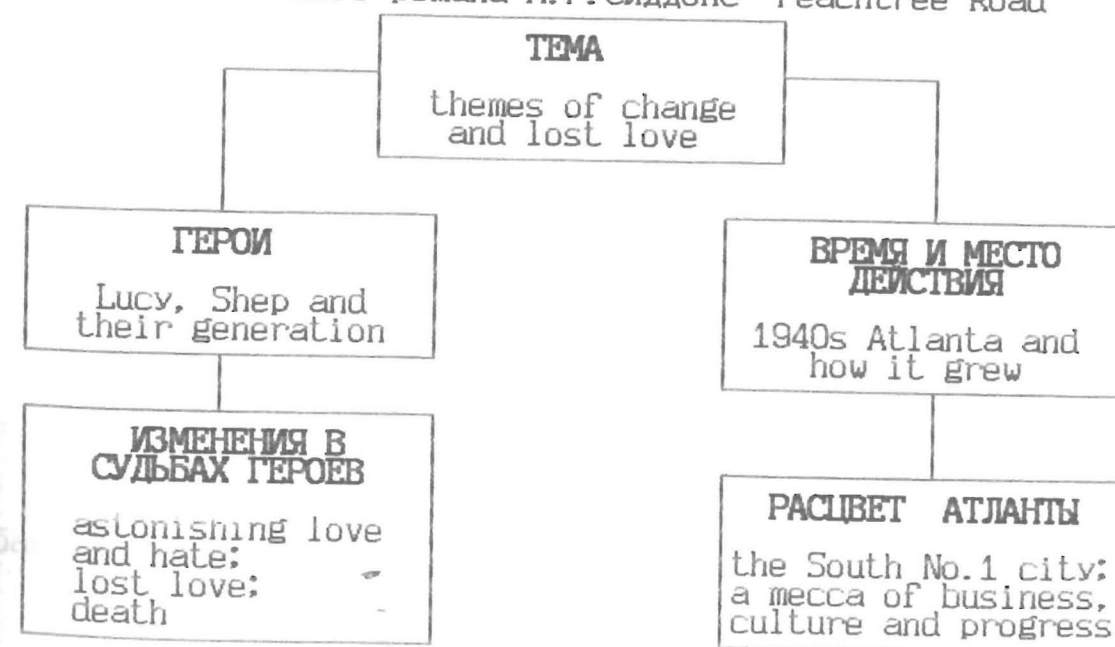 романа А.Р.Сиддонс "Peachtree Road"
ТЕМА
themes of change
and lost love
ГЕРОИ
Lucy, Shep and
their generation
ВРЕМЯ И МЕСТО
ДЕЙСТВИЯ
1940s Atlanta and
how it grew
ИЗМЕНЕНИЯ В
СУДЬБАХ ГЕРОЕВ
astonishing love
and hate;
lost love;
death
РАСЦВЕТ АТЛАНТЫ
the South No.1 city;
a mecca of business,
culture and progress